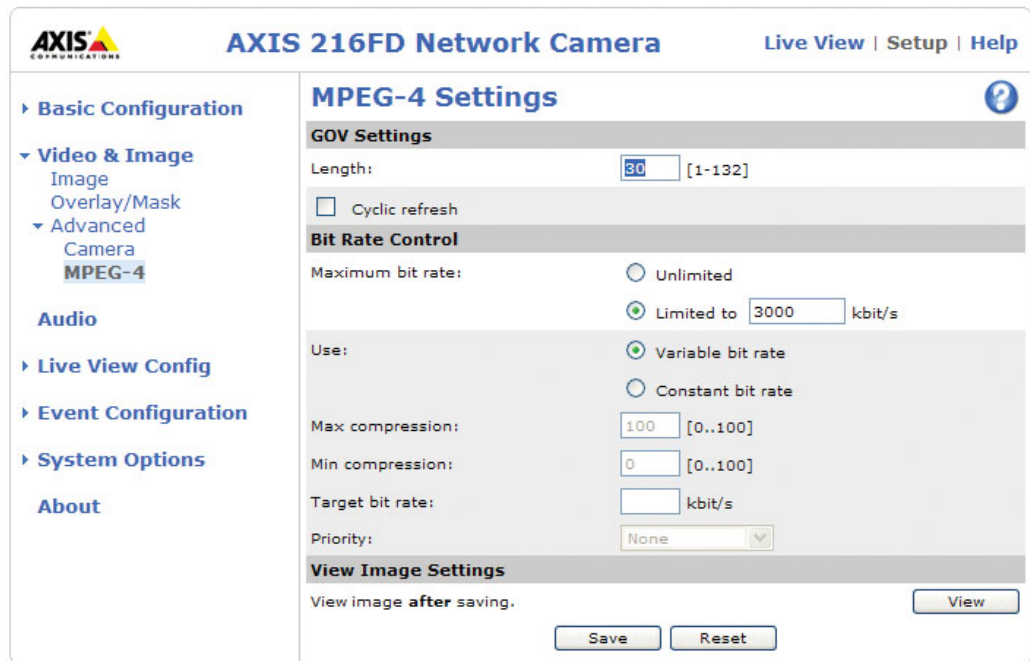 AXIS
COMMUNICATIONS
AXIS 216FD Network Camera
Live View | Setup | Help
Basic Configuration
Video & Image
Image
Overlay/Mask
Advanced
Camera
MPEG-4
Audio
Live View Config
Event Configuration
System Options
About
MPEG-4 Settings
?
GOV Settings
Length: 30 [1-132]
Cyclic refresh
Bit Rate Control
Maximum bit rate: Unlimited
Limited to 3000 kbit/s
Use: Variable bit rate
Constant bit rate
Max compression: 100 [0..100]
Min compression: 0 [0..100]
Target bit rate: kbit/s
Priority: None
View Image Settings
View image after saving. View
Save Reset